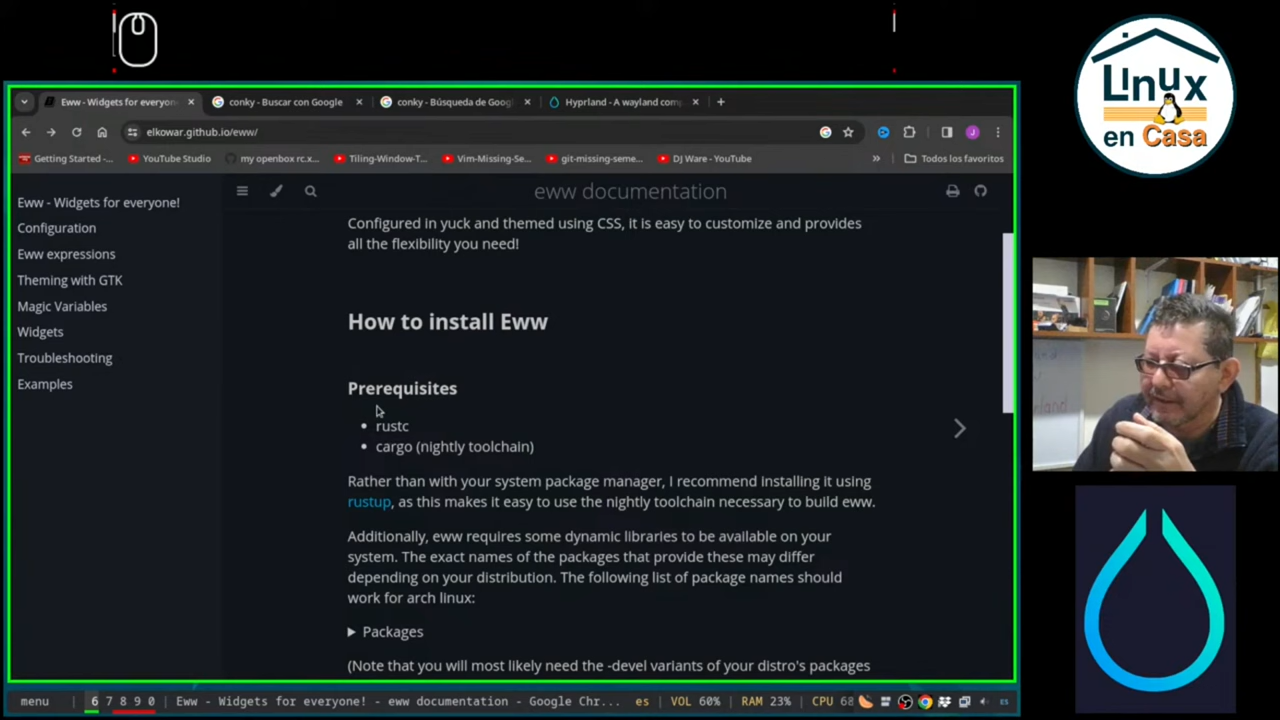 Eww - Widgets for everyon
conky - Buscar con Google
conky - Búsqueda de Goog
Hyprland - A wayland com
elkowar.github.io/eww/
Getting Started -...
YouTube Studio
my openbox rc.x...
Tiling-Window-T...
Vim-Missing-Se...
git-missing-seme...
DJ Ware - YouTube
Todos los favoritos
eww documentation
Eww - Widgets for everyone!
Configuration
Eww expressions
Theming with GTK
Magic Variables
Widgets
Troubleshooting
Examples
Configured in yuck and themed using CSS, it is easy to customize and provides
all the flexibility you need!
How to install Eww
Prerequisites
• rustc
• cargo (nightly toolchain)
Rather than with your system package manager, I recommend installing it using
rustup, as this makes it easy to use the nightly toolchain necessary to build eww.
Additionally, eww requires some dynamic libraries to be available on your
system. The exact names of the packages that provide these may differ
depending on your distribution. The following list of package names should
work for arch linux:
Packages
(Note that you will most likely need the -devel variants of your distro's packages
menu | 6 7 8 9 0 | Eww - Widgets for everyone! - eww documentation - Google Chr... es | VOL 60% | RAM 23% | CPU 68
ES
Linux
en Casa